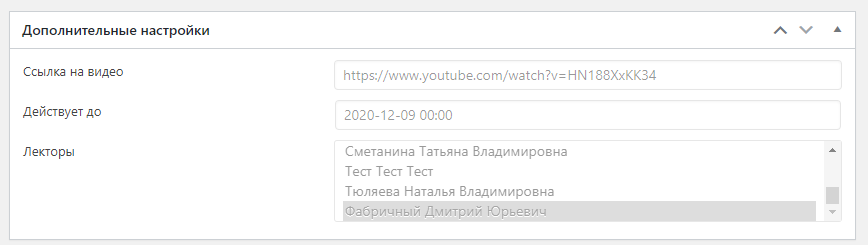 Дополнительные настройки
Ссылка на видео
https://www.youtube.com/watch?v=HN188XxKK34
Действует до
2020-12-09 00:00
Лекторы
Сметанина Татьяна Владимировна
Тест Тест Тест
Тюляева Наталья Владимировна
Фабричный Дмитрий Юрьевич